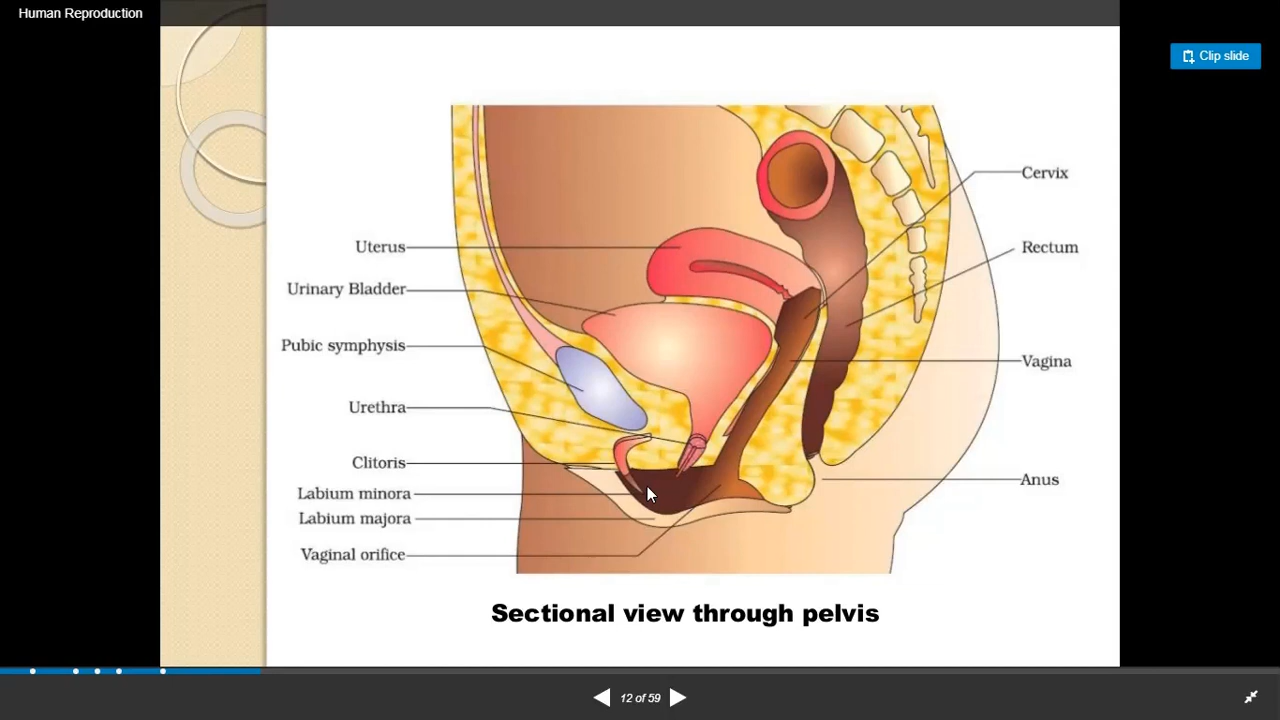 Human Reproduction
Clip slide
Cervix
Uterus
Rectum
Urinary Bladder
Pubic symphysis
Vagina
Urethra
Clitoris
Anus
Labium minora
Labium majora
Vaginal orifice
Sectional view through pelvis
12 of 59